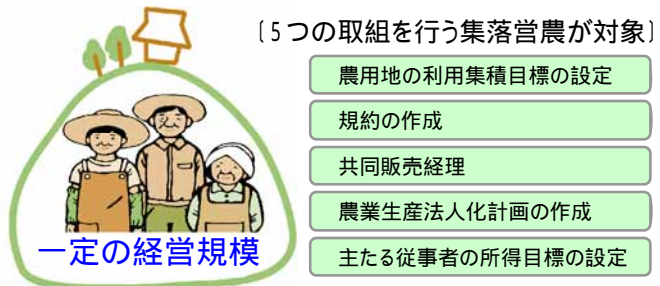 〔5つの取組を行う集落営農が対象〕
農用地の利用集積目標の設定
規約の作成
共同販売経理
農業生産法人化計画の作成
主たる従事者の所得目標の設定
一定の経営規模